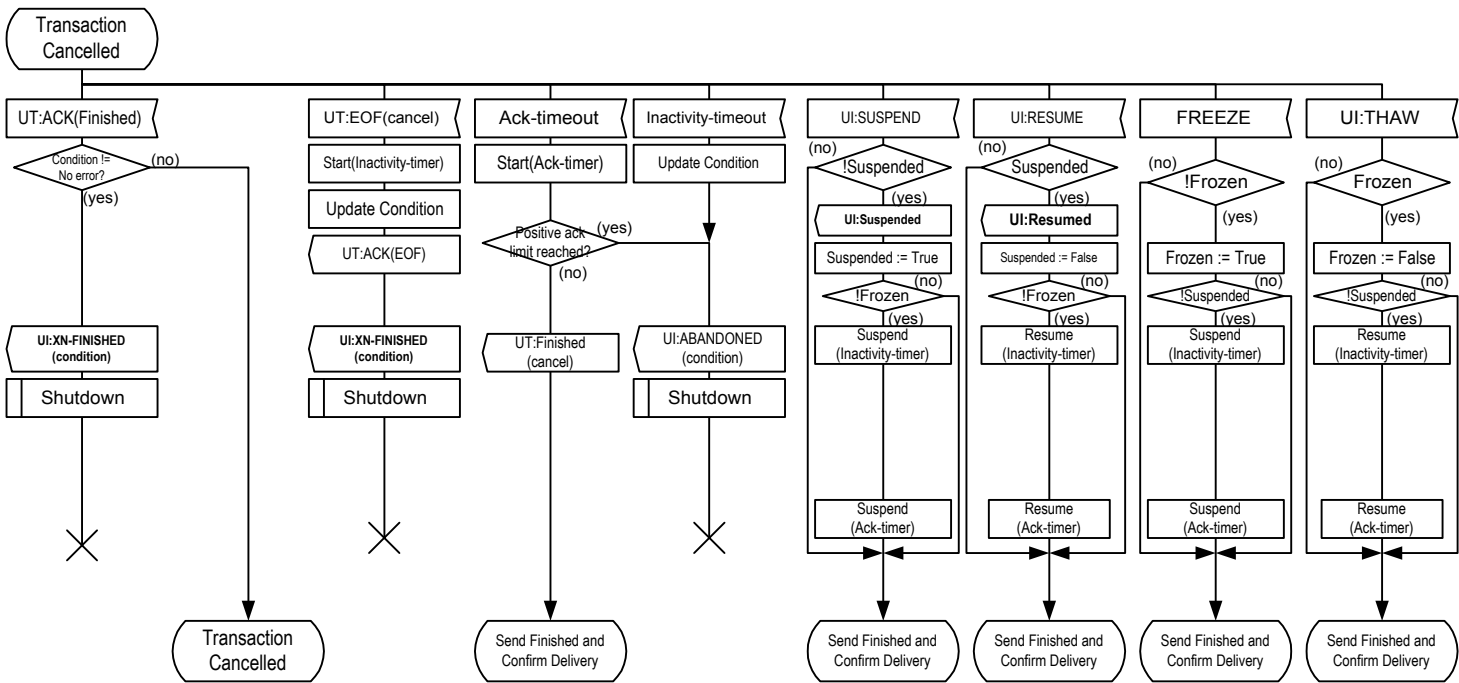 Transaction
Cancelled
UT:ACK(Finished)
Condition !=
No error?
(no)
(yes)
UI:XN-FINISHED
(condition)
Shutdown
Transaction
Cancelled
UT:EOF(cancel)
Start(Inactivity-timer)
Update Condition
UT:ACK(EOF)
UI:XN-FINISHED
(condition)
Shutdown
Ack-timeout
Start(Ack-timer)
Positive ack
limit reached?
(yes)
(no)
UT:Finished
(cancel)
Send Finished and
Confirm Delivery
Inactivity-timeout
Update Condition
UI:ABANDONED
(condition)
Shutdown
UI:SUSPEND
(no)
!Suspended
(yes)
UI:Suspended
Suspended := True
(no)
!Frozen
(yes)
Suspend
(Inactivity-timer)
Suspend
(Ack-timer)
Send Finished and
Confirm Delivery
UI:RESUME
(no)
Suspended
(yes)
UI:Resumed
Suspended := False
(no)
!Frozen
(yes)
Resume
(Inactivity-timer)
Resume
(Ack-timer)
Send Finished and
Confirm Delivery
FREEZE
(no)
!Frozen
(yes)
Frozen := True
(no)
!Suspended
(yes)
Suspend
(Inactivity-timer)
Suspend
(Ack-timer)
Send Finished and
Confirm Delivery
UI:THAW
(no)
Frozen
(yes)
Frozen := False
(no)
!Suspended
(yes)
Resume
(Inactivity-timer)
Resume
(Ack-timer)
Send Finished and
Confirm Delivery